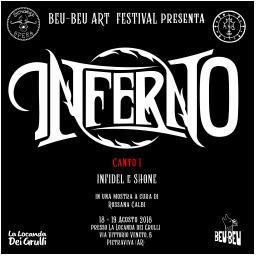 BEU-BEU ART FESTIVAL PRESENTA
INFERNO
CANTO I
INFIDEL E SHONE
IN UNA MOSTRA A CURA DI
ROSSANA CALBI
18 - 19 AGOSTO 2018
PRESSO LA LOCANDA DEI GRULLI
VIA VITTORIO VENETO, 6
PIETRAVIVA (AR)
La Locanda
Dei Grulli
BEU-BEU